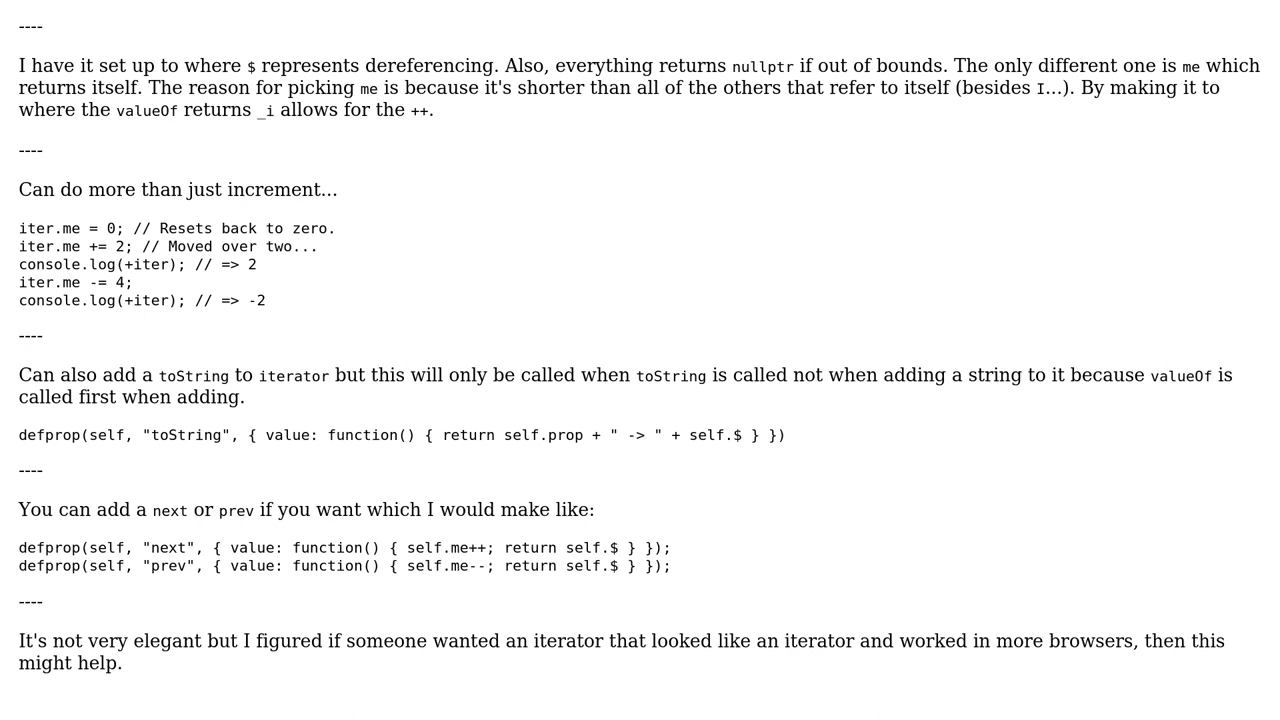 ----
I have it set up to where $ represents dereferencing. Also, everything returns nullptr if out of bounds. The only different one is me which
returns itself. The reason for picking me is because it's shorter than all of the others that refer to itself (besides I...). By making it to
where the valueOf returns _i allows for the ++.
----
Can do more than just increment...
iter.me = 0; // Resets back to zero.
iter.me += 2; // Moved over two...
console.log(+iter); // => 2
iter.me -= 4;
console.log(+iter); // => -2
----
Can also add a toString to iterator but this will only be called when toString is called not when adding a string to it because valueOf is
called first when adding.
defprop(self, "toString", { value: function() { return self.prop + " -> " + self.$ } })
----
You can add a next or prev if you want which I would make like:
defprop(self, "next", { value: function() { self.me++; return self.$ } });
defprop(self, "prev", { value: function() { self.me--; return self.$ } });
----
It's not very elegant but I figured if someone wanted an iterator that looked like an iterator and worked in more browsers, then this
might help.